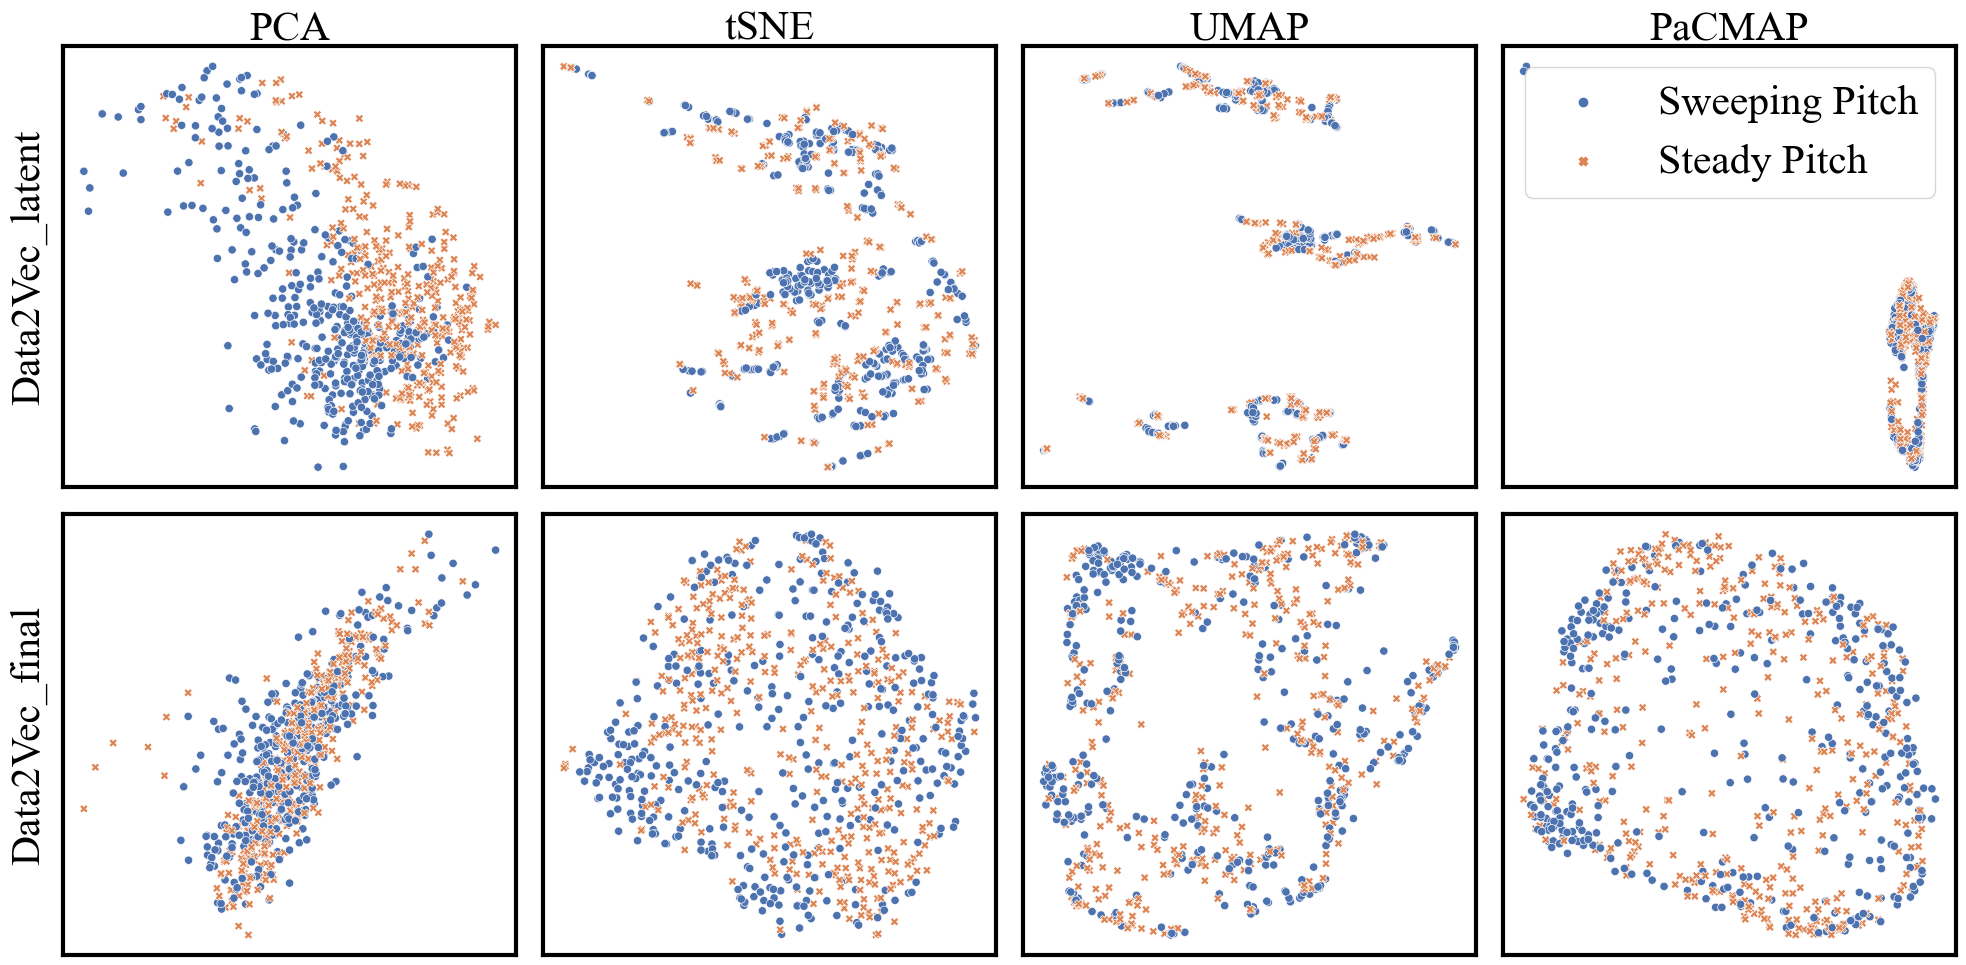 PCA
tSNE
UMAP
PaCMAP
Data2Vec_latent
Sweeping Pitch
Steady Pitch
Data2Vec_final